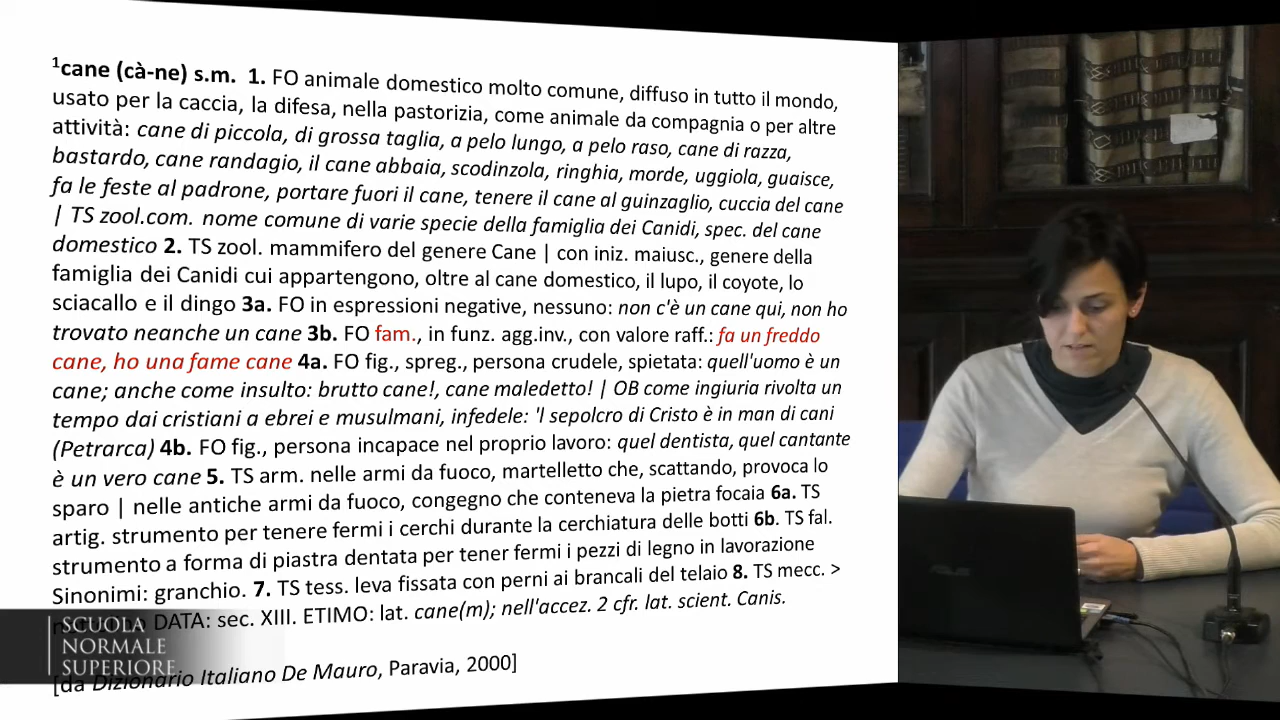 ¹cane (cà-ne) s.m. 1. FO animale domestico molto comune, diffuso in tutto il mondo,
usato per la caccia, la difesa, nella pastorizia, come animale da compagnia o per altre
attività: cane di piccola, di grossa taglia, a pelo lungo, a pelo raso, cane di razza,
bastardo, cane randagio, il cane abbaia, scodinzola, ringhia, morde, uggiola, guaisce,
fa le feste al padrone, portare fuori il cane, tenere il cane al guinzaglio, cuccia del cane
| TS zool.com. nome comune di varie specie della famiglia dei Canidi, spec. del cane
domestico 2. TS zool. mammifero del genere Cane | con iniz. maiusc., genere della
famiglia dei Canidi cui appartengono, oltre al cane domestico, il lupo, il coyote, lo
sciacallo e il dingo 3a. FO in espressioni negative, nessuno: non c'è un cane qui, non ho
trovato neanche un cane 3b. FO fam., in funz. agg.inv., con valore raff.: fa un freddo
cane, ho una fame cane 4a. FO fig., spreg., persona crudele, spietata: quell'uomo è un
cane; anche come insulto: brutto cane!, cane maledetto! | OB come ingiuria rivolta un
tempo dai cristiani a ebrei e musulmani, infedele: 'l sepolcro di Cristo è in man di cani
(Petrarca) 4b. FO fig., persona incapace nel proprio lavoro: quel dentista, quel cantante
è un vero cane 5. TS arm. nelle armi da fuoco, martelletto che, scattando, provoca lo
sparo | nelle antiche armi da fuoco, congegno che conteneva la pietra focaia 6a. TS
artig. strumento per tenere fermi i cerchi durante la cerchiatura delle botti 6b. TS fal.
strumento a forma di piastra dentata per tener fermi i pezzi di legno in lavorazione
Sinonimi: granchio. 7. TS tess. leva fissata con perni ai brancali del telaio 8. TS mecc. >
DATA: sec. XIII. ETIMO: lat. cane(m); nell'accez. 2 cfr. lat. scient. Canis.
[da Dizionario Italiano De Mauro, Paravia, 2000]
SCUOLA
NORMALE
SUPERIORE